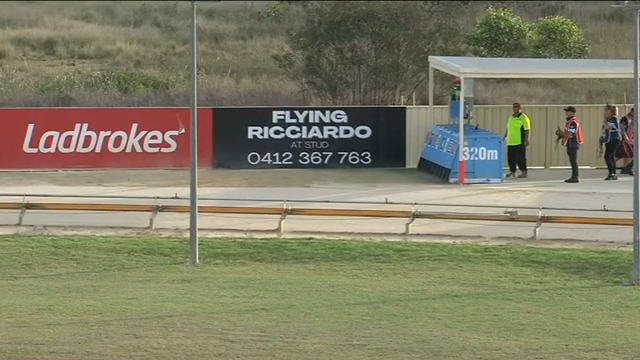 Ladbrokes
FLYING
RICCIARDO
AT STUD
0412 367 763
320m